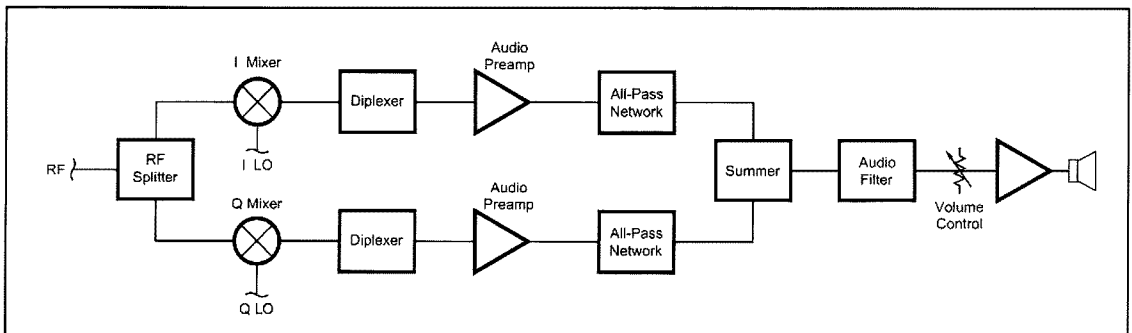 Audio
Preamp
I Mixer
Diplexer
All-Pass
Network
I LO
RF
RF
Splitter
Summer
Audio
Filter
Volume
Control
Q Mixer
Audio
Preamp
Diplexer
All-Pass
Network
Q LO